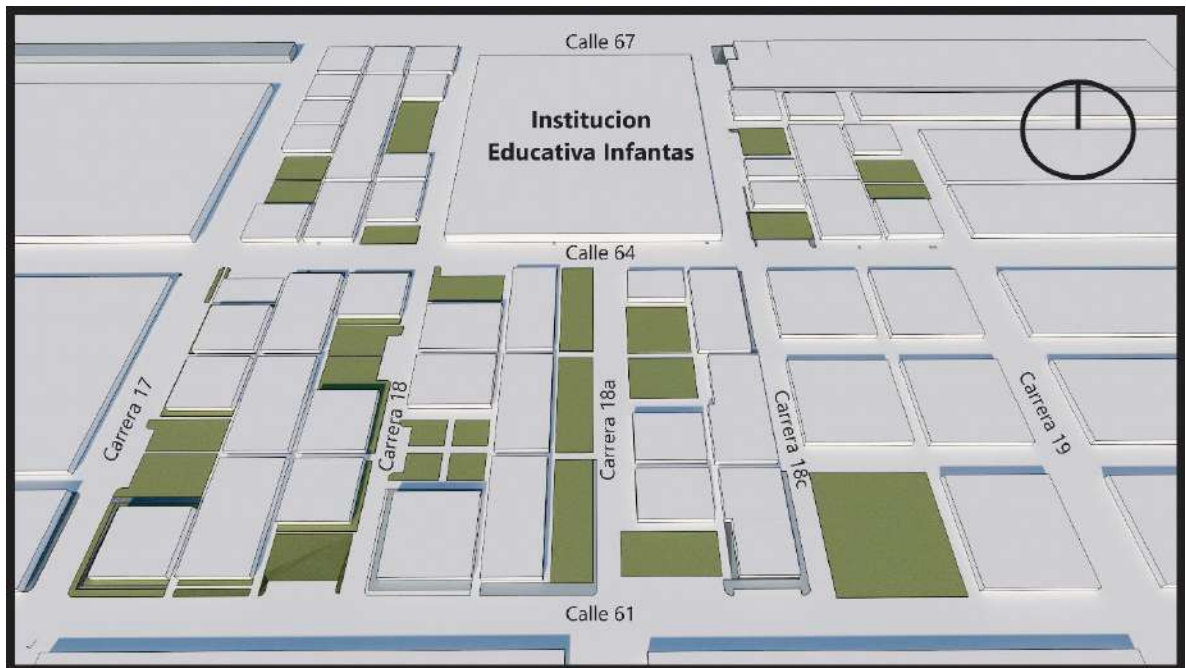 Calle 67
Institucion
Educativa Infantas
Calle 64
Carrera 17
Carrera 18
Carrera 18a
Carrera 18c
Carrera 19
Calle 61